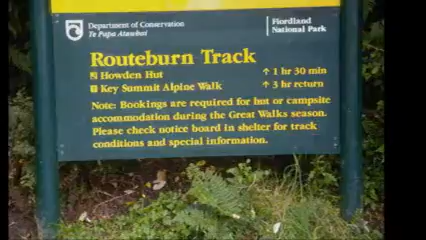 Department of Conservation
Te Papa Atawhai
Fiordland
National Park
Routeburn Track
Howden Hut ↑ 1 hr 30 min
Key Summit Alpine Walk ↑ 3 hr return
Note: Bookings are required for hut or campsite
accommodation during the Great Walks season.
Please check notice board in shelter for track
conditions and special information.